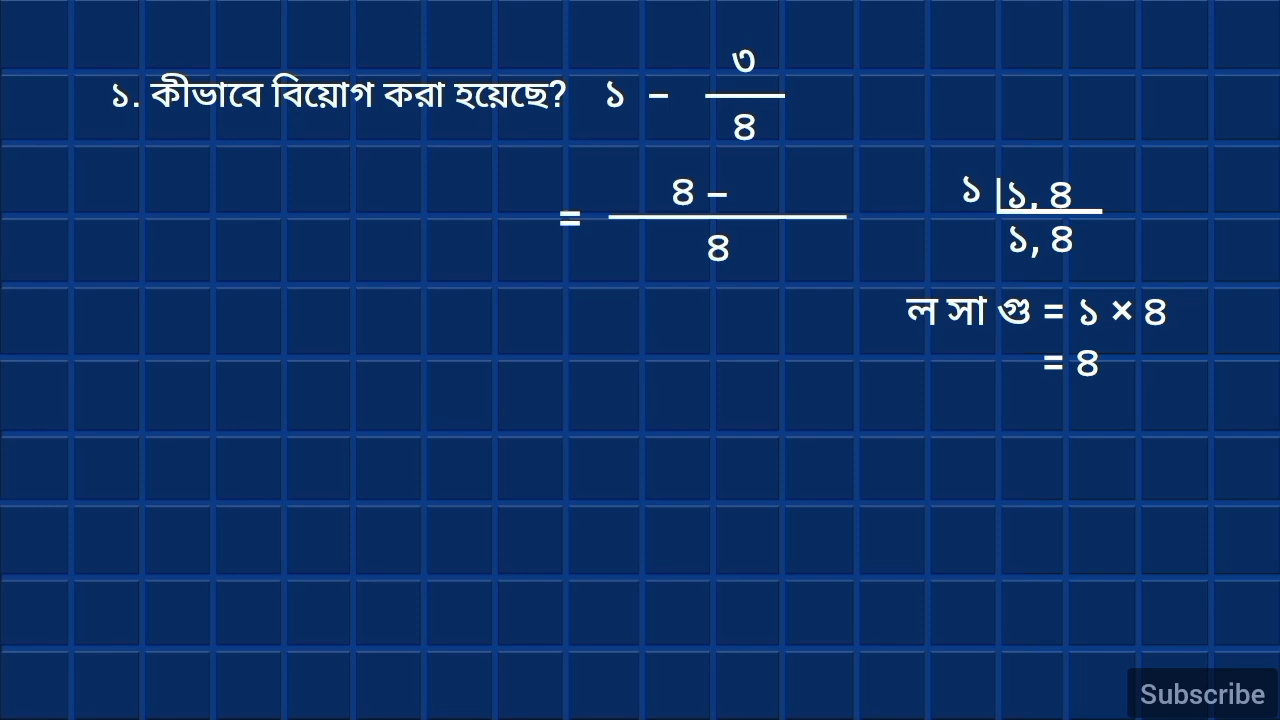 ১. কীভাবে বিয়োগ করা হয়েছে? ১ – ৩/৪
= ৪ –/৪
১ ১, ৪
১, ৪
ল সা গু = ১ × ৪
= ৪
Subscribe